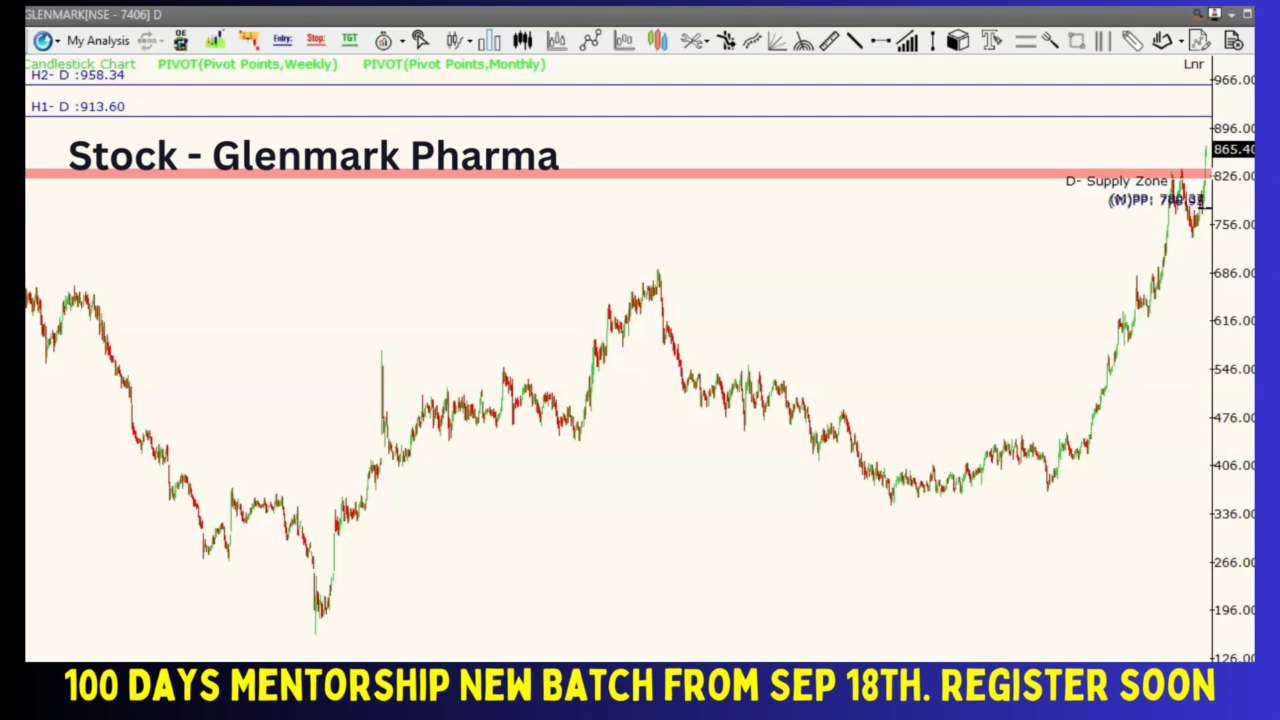 GLENMARK[NSE - 7406] D
My Analysis
OE
Entry:
Stop:
TGT
Candlestick Chart PIVOT(Pivot Points,Weekly) PIVOT(Pivot Points,Monthly) Lnr
H2- D :958.34
966.00
H1- D :913.60
896.00
Stock - Glenmark Pharma
865.40
826.00
D- Supply Zone
756.00
686.00
616.00
546.00
476.00
406.00
336.00
266.00
196.00
126.00
100 DAYS MENTORSHIP NEW BATCH FROM SEP 18TH. REGISTER SOON